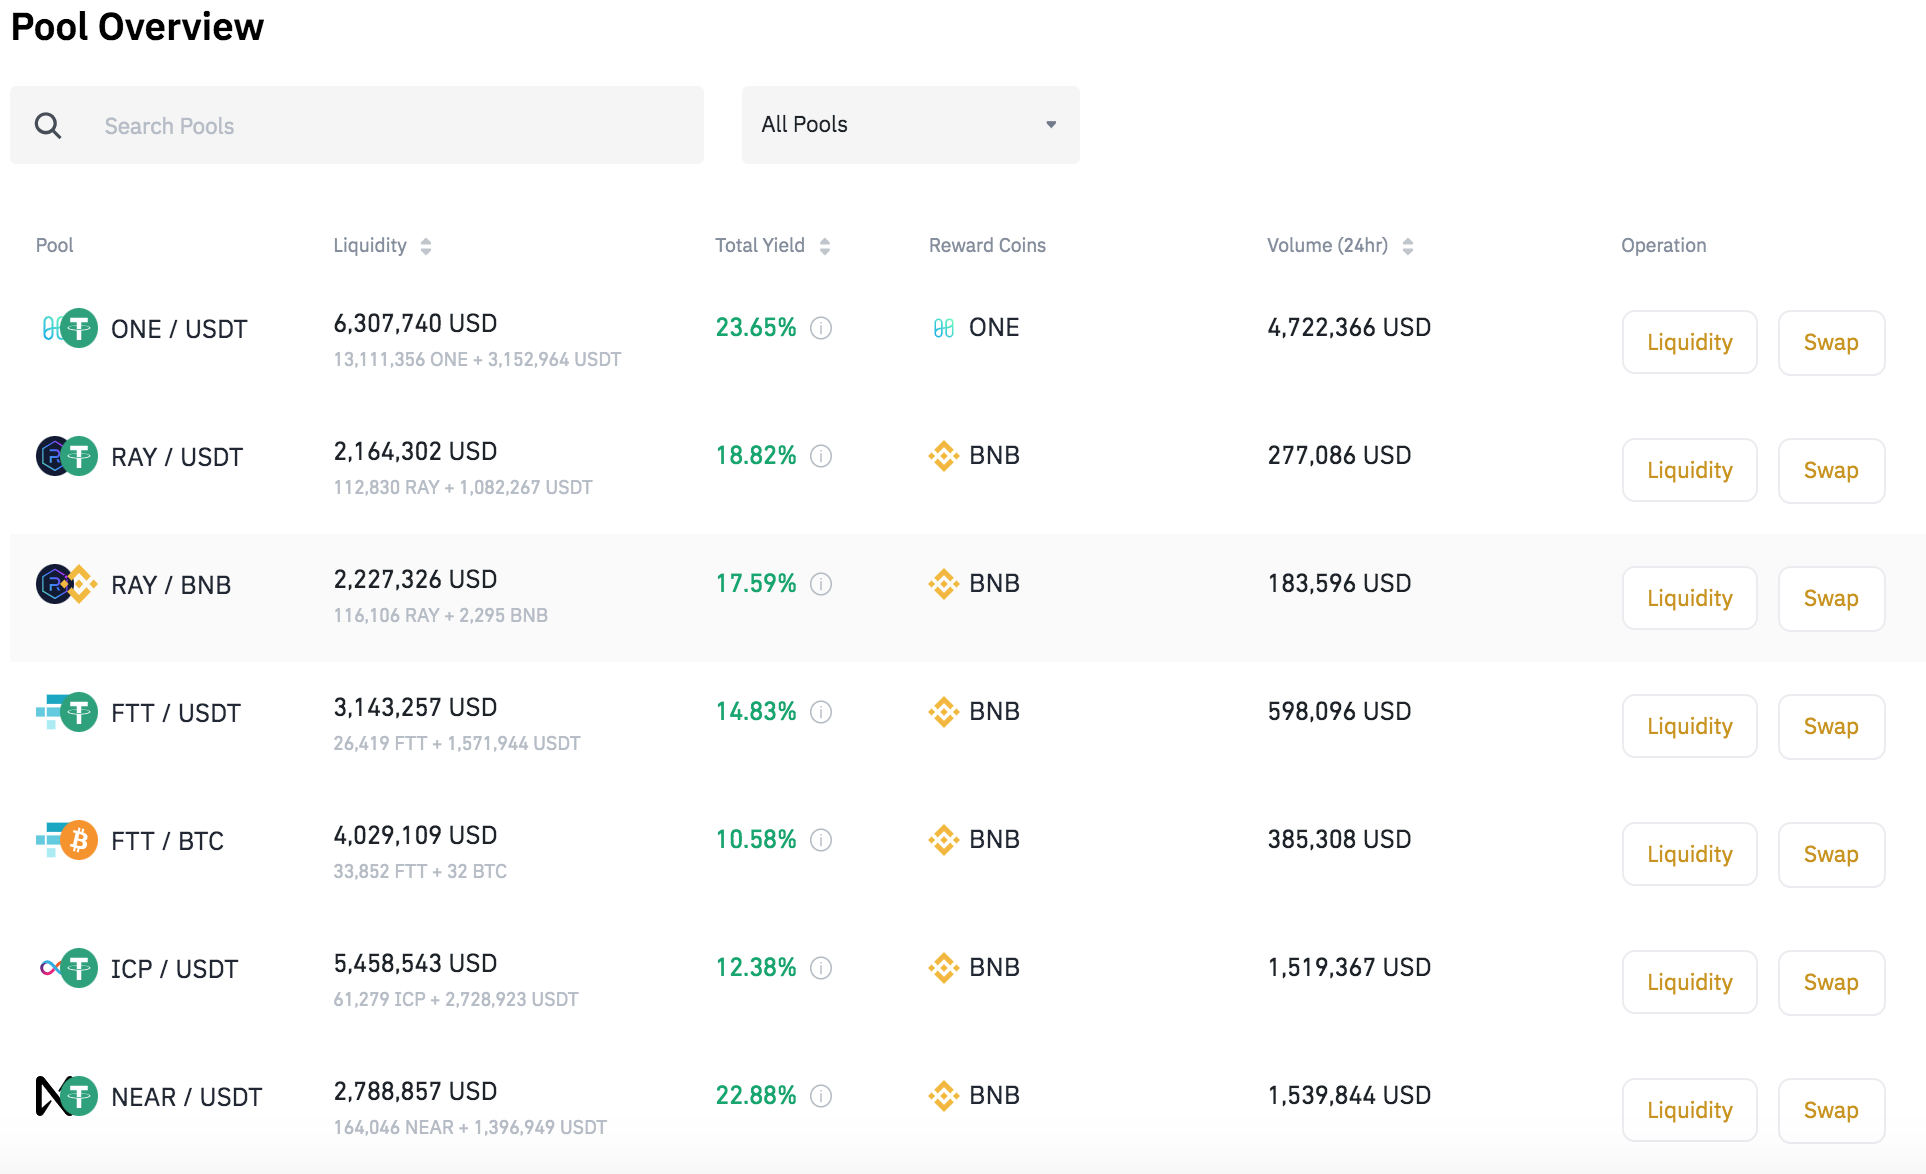 Pool Overview
Search Pools
All Pools
Pool Liquidity Total Yield Reward Coins Volume (24hr) Operation
ONE / USDT 6,307,740 USD 23.65% ONE 4,722,366 USD Liquidity Swap
13,111,356 ONE + 3,152,964 USDT
RAY / USDT 2,164,302 USD 18.82% BNB 277,086 USD Liquidity Swap
112,830 RAY + 1,082,267 USDT
RAY / BNB 2,227,326 USD 17.59% BNB 183,596 USD Liquidity Swap
116,106 RAY + 2,295 BNB
FTT / USDT 3,143,257 USD 14.83% BNB 598,096 USD Liquidity Swap
26,419 FTT + 1,571,944 USDT
FTT / BTC 4,029,109 USD 10.58% BNB 385,308 USD Liquidity Swap
33,852 FTT + 32 BTC
ICP / USDT 5,458,543 USD 12.38% BNB 1,519,367 USD Liquidity Swap
61,279 ICP + 2,728,923 USDT
NEAR / USDT 2,788,857 USD 22.88% BNB 1,539,844 USD Liquidity Swap
164,046 NEAR + 1,396,949 USDT